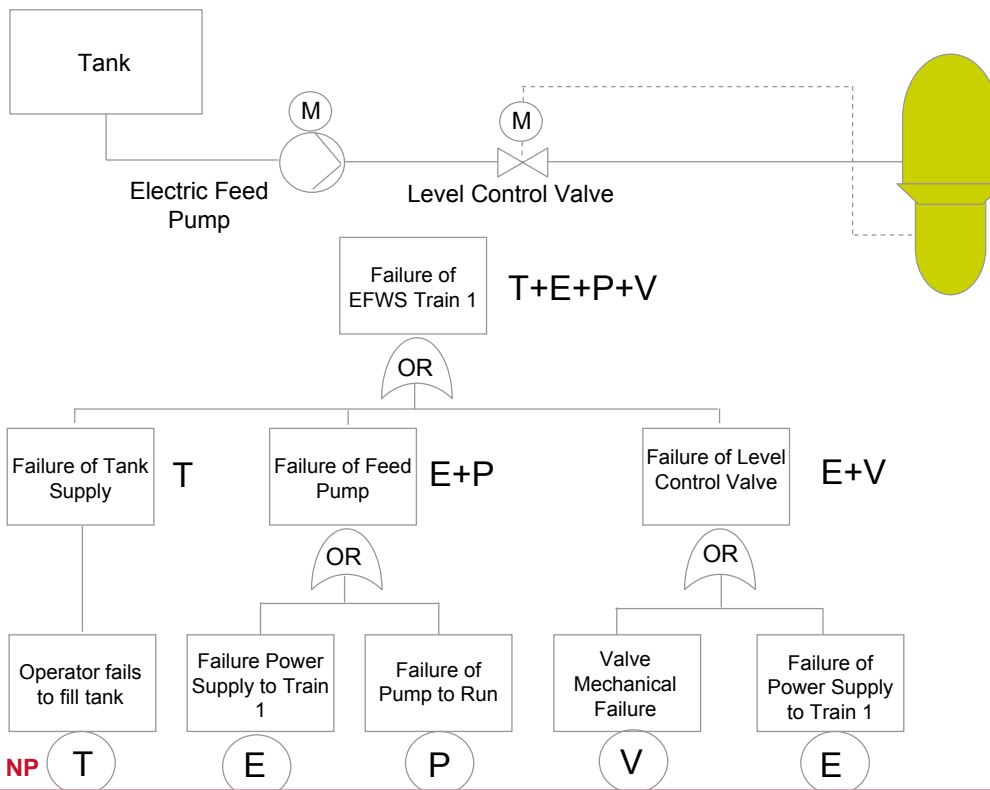 Tank
M
M
Electric Feed
Pump
Level Control Valve
Failure of
EFWS Train 1
T+E+P+V
OR
Failure of Tank
Supply
T
Failure of Feed
Pump
E+P
Failure of Level
Control Valve
E+V
OR
OR
Operator fails
to fill tank
Failure Power
Supply to Train
1
Failure of
Pump to Run
Valve
Mechanical
Failure
Failure of
Power Supply
to Train 1
NP
T
E
P
V
E